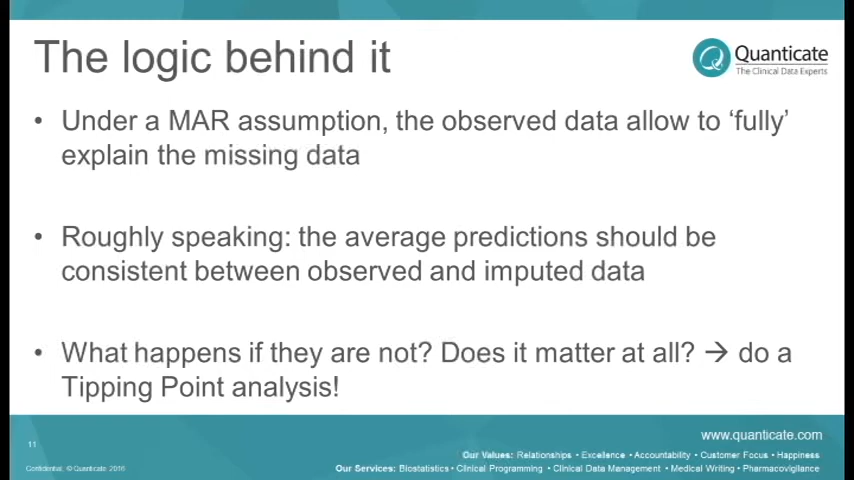 The logic behind it
Quanticate
The Clinical Data Experts
• Under a MAR assumption, the observed data allow to ‘fully’
explain the missing data
• Roughly speaking: the average predictions should be
consistent between observed and imputed data
• What happens if they are not? Does it matter at all? → do a
Tipping Point analysis!
www.quanticate.com
11
Our Values: Relationships • Excellence • Accountability • Customer Focus • Happiness
Confidential, © Quanticate 2016
Our Services: Biostatistics • Clinical Programming • Clinical Data Management • Medical Writing • Pharmacovigilance